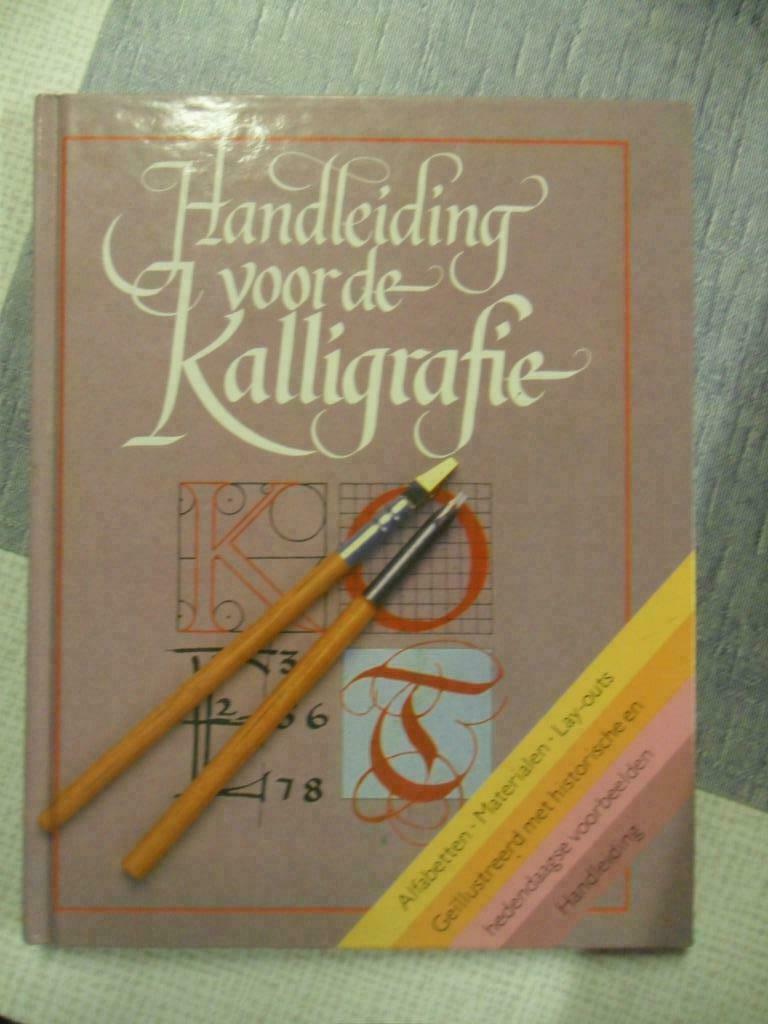 Handleiding
voor de
Kalligrafie
K
O
3
2 5 6
7 8
T
Alfabetten · Materialen · Lay-outs
Geïllustreerd met historische en
hedendaagse voorbeelden
Handleiding